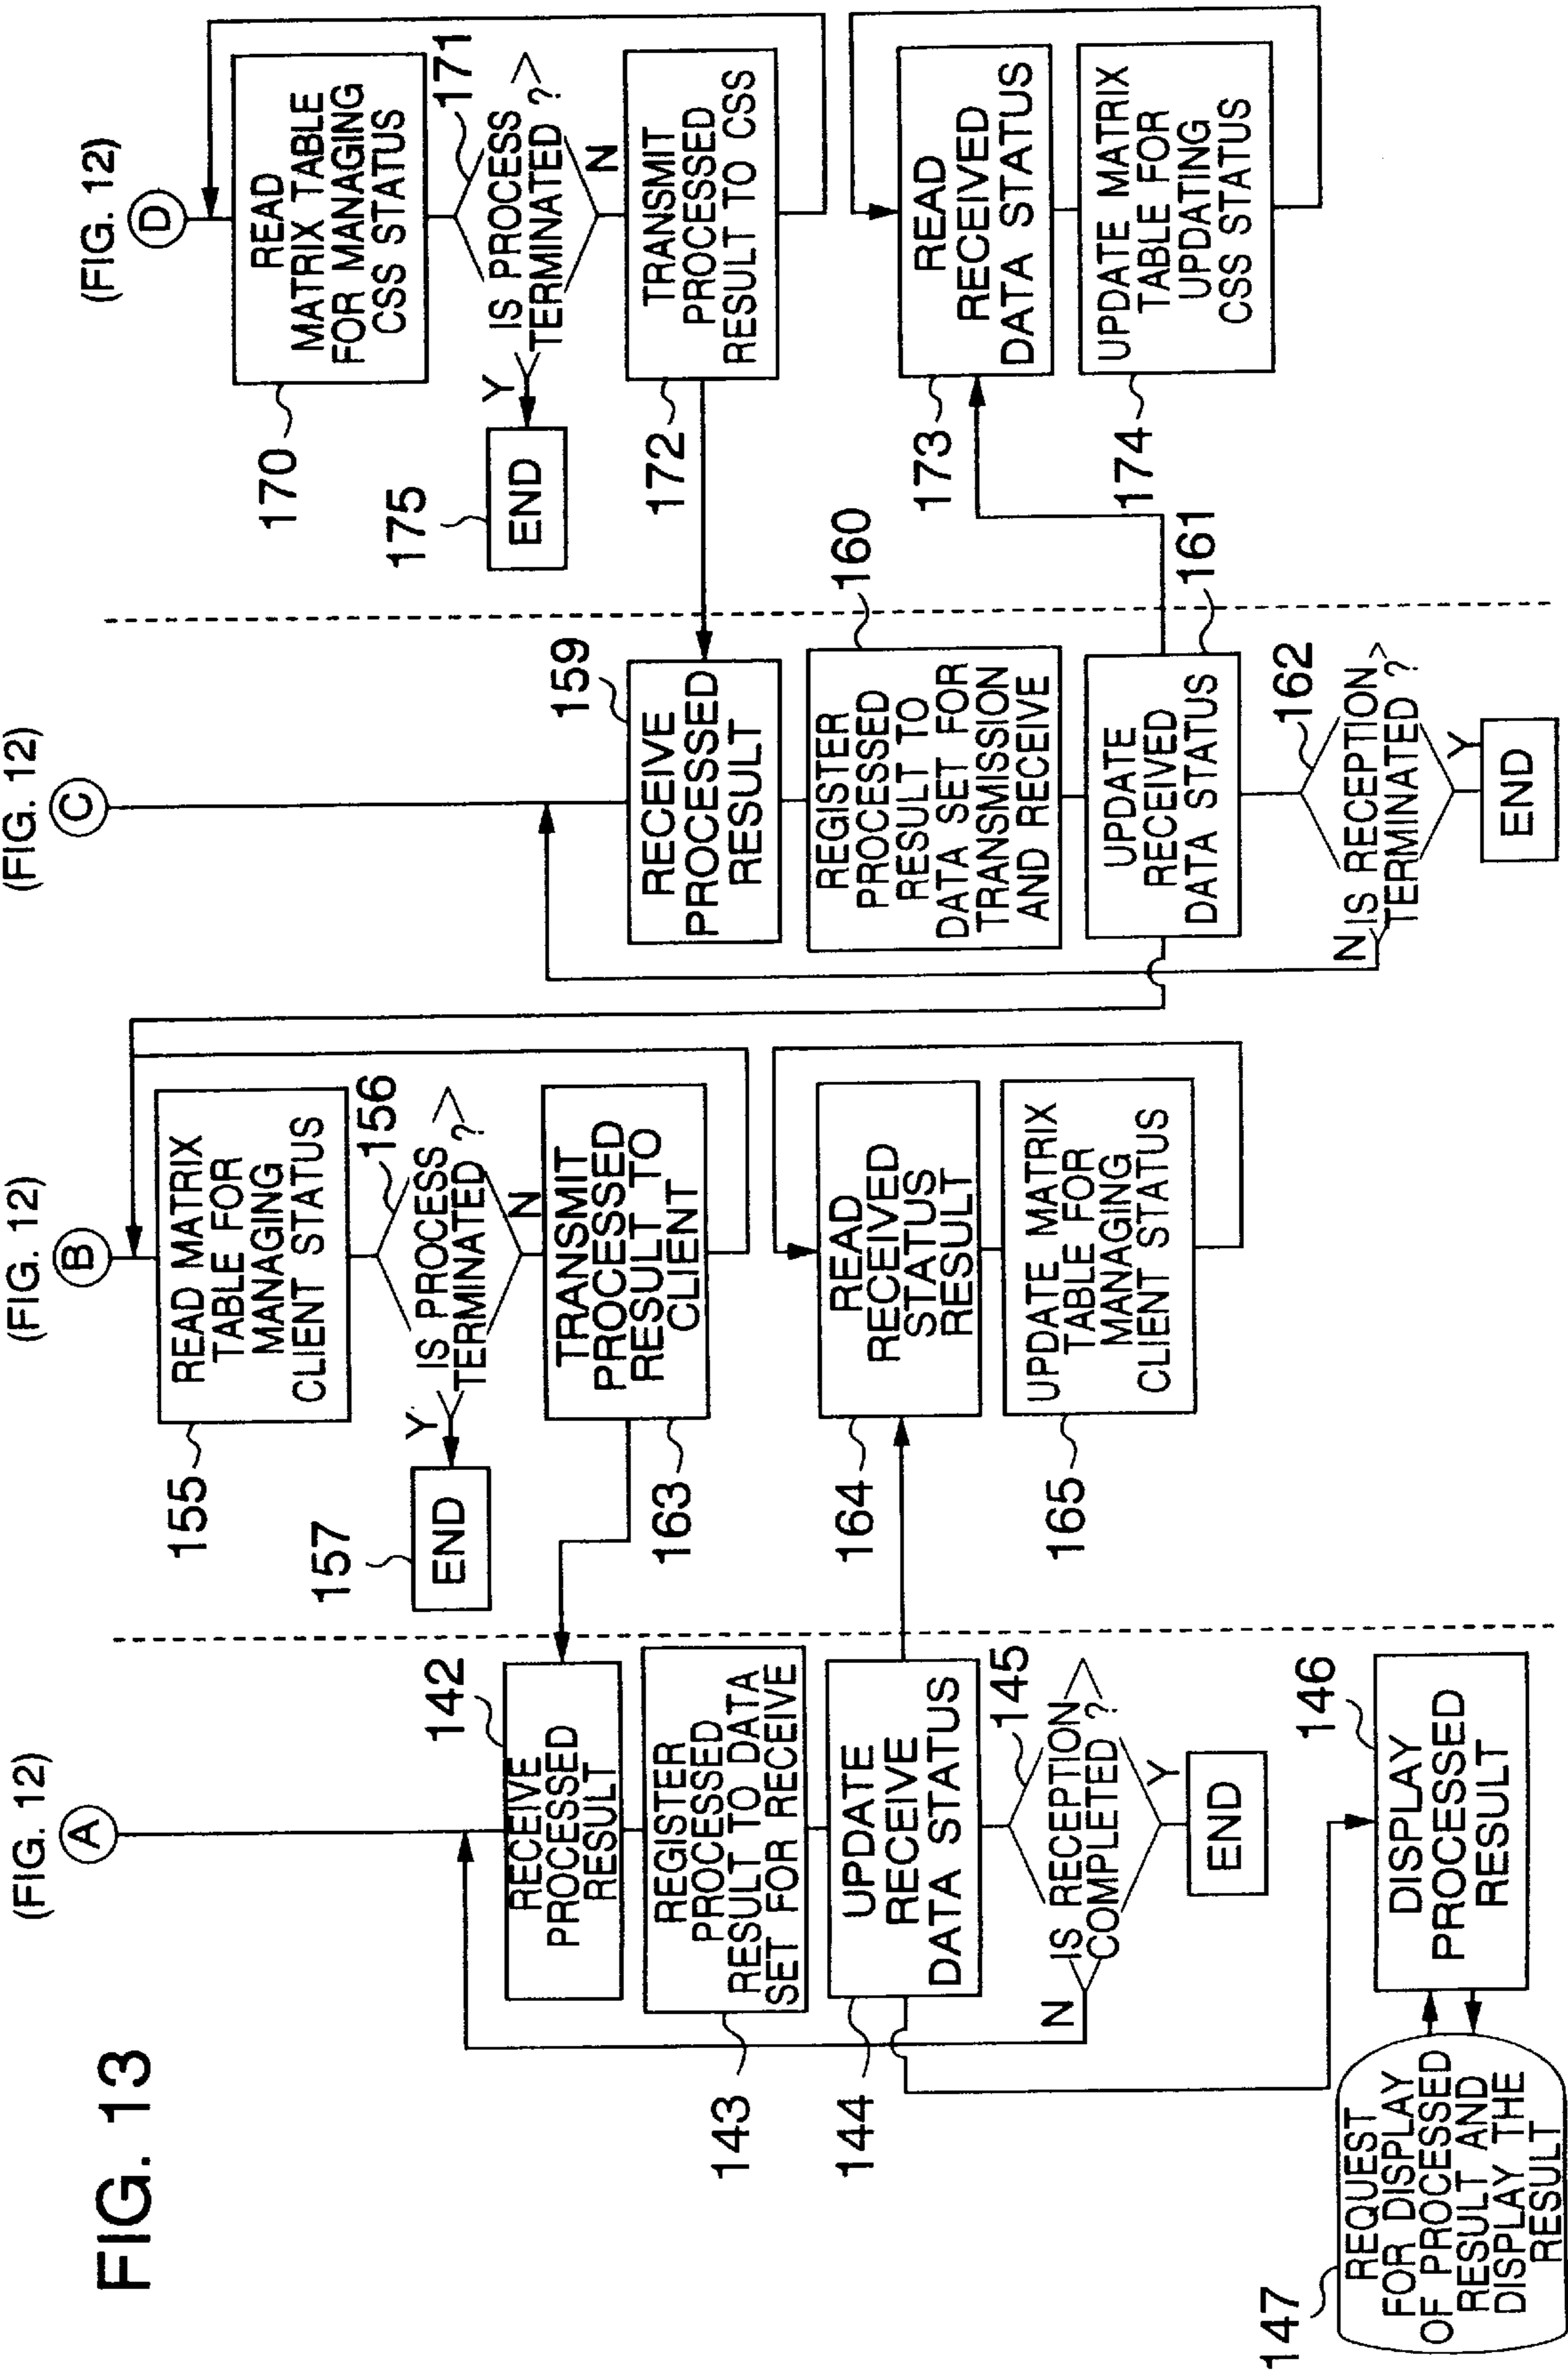 FIG. 13
(FIG. 12)
A
142
RECEIVE
PROCESSED
RESULT
143
REGISTER
PROCESSED
RESULT TO DATA
SET FOR RECEIVE
144
UPDATE
RECEIVE
DATA STATUS
145
IS RECEPTION
COMPLETED ?
N
Y
END
146
DISPLAY
PROCESSED
RESULT
147
REQUEST
FOR DISPLAY
OF PROCESSED
RESULT AND
DISPLAY THE
RESULT
(FIG. 12)
B
155
READ MATRIX
TABLE FOR
MANAGING
CLIENT STATUS
156
IS PROCESS
TERMINATED ?
Y
N
157
END
163
TRANSMIT
PROCESSED
RESULT TO
CLIENT
164
READ
RECEIVED
STATUS
RESULT
165
UPDATE MATRIX
TABLE FOR
MANAGING
CLIENT STATUS
(FIG. 12)
C
159
RECEIVE
PROCESSED
RESULT
160
REGISTER
PROCESSED
RESULT TO
DATA SET FOR
TRANSMISSION
AND RECEIVE
161
UPDATE
RECEIVED
DATA STATUS
162
IS RECEPTION
TERMINATED ?
N
Y
END
(FIG. 12)
D
170
READ
MATRIX TABLE
FOR MANAGING
CSS STATUS
171
IS PROCESS
TERMINATED ?
Y
N
175
END
172
TRANSMIT
PROCESSED
RESULT TO CSS
173
READ
RECEIVED
DATA STATUS
174
UPDATE MATRIX
TABLE FOR
UPDATING
CSS STATUS